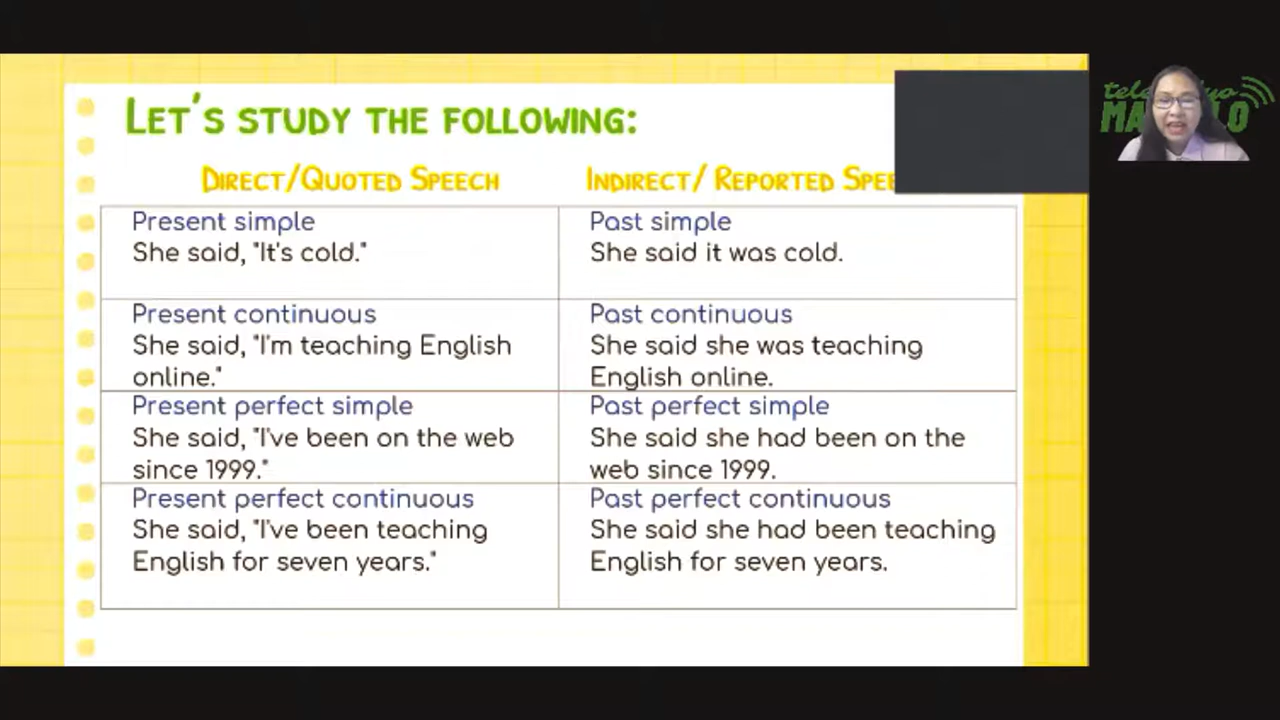 LET'S STUDY THE FOLLOWING:
DIRECT/QUOTED SPEECH
INDIRECT/ REPORTED
Present simple
She said, "It's cold."
Past simple
She said it was cold.
Present continuous
She said, "I'm teaching English
online."
Past continuous
She said she was teaching
English online.
Present perfect simple
She said, "I've been on the web
since 1999."
Past perfect simple
She said she had been on the
web since 1999.
Present perfect continuous
She said, "I've been teaching
English for seven years."
Past perfect continuous
She said she had been teaching
English for seven years.